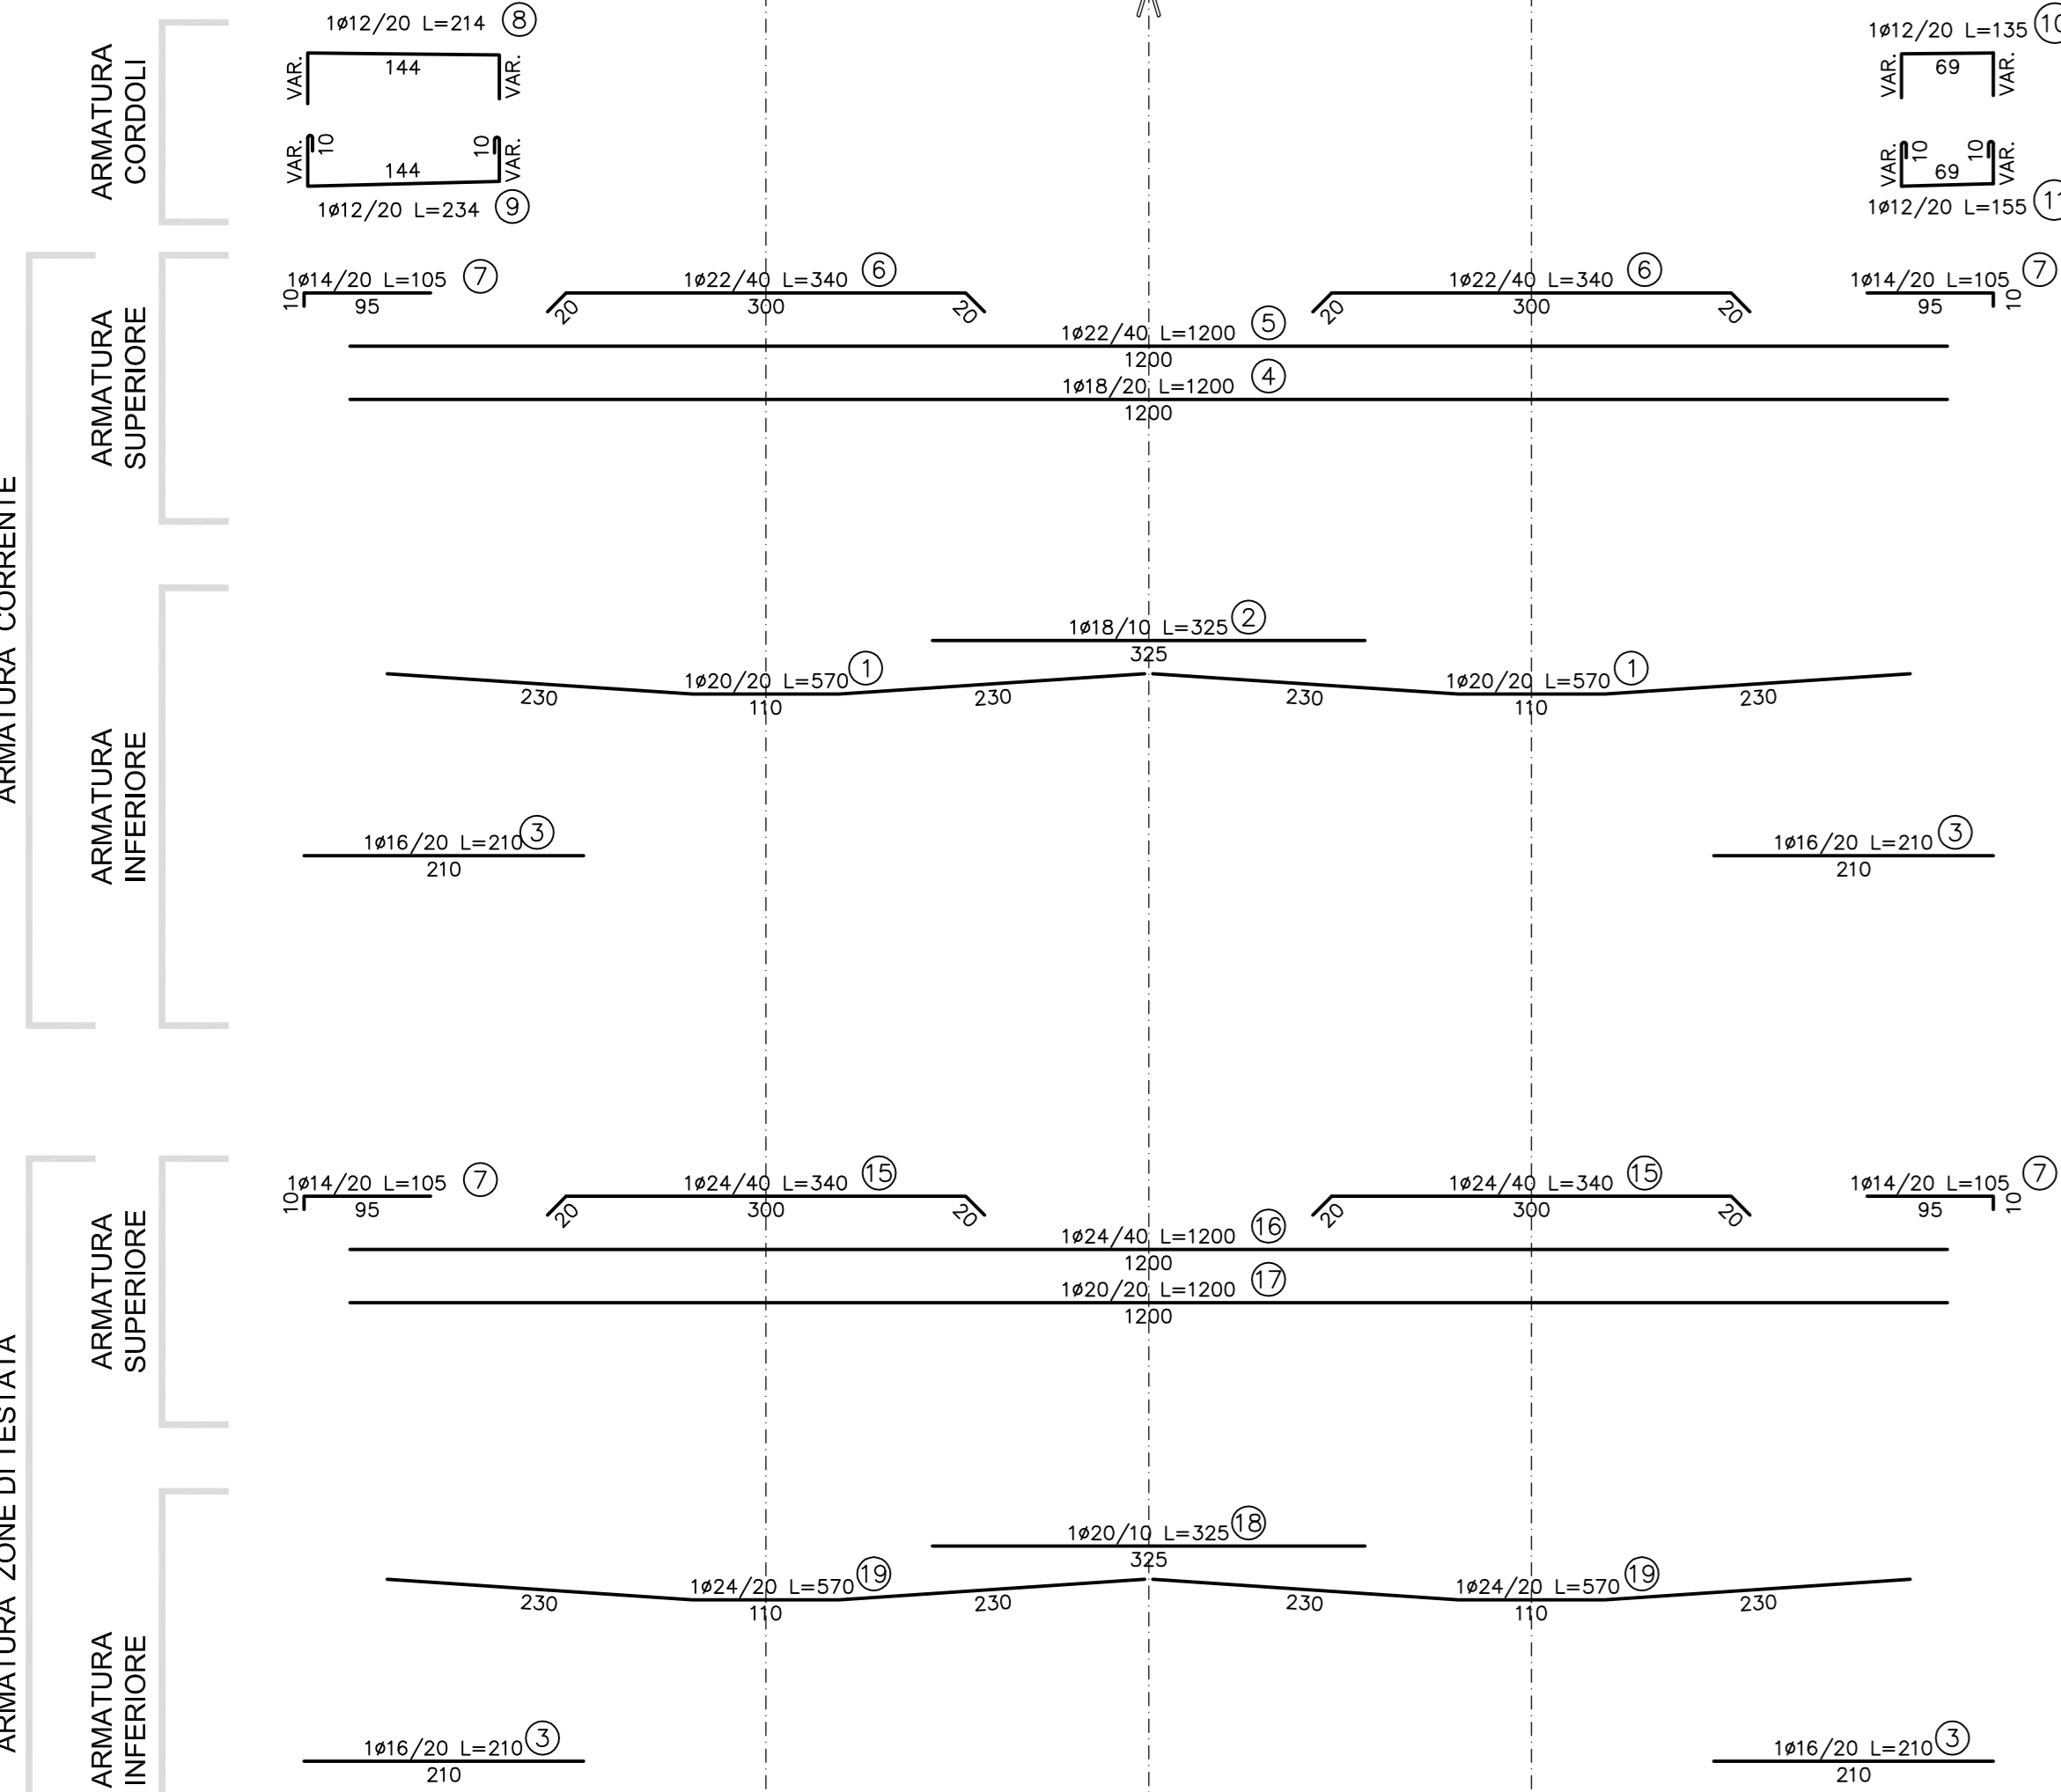 ARMATURA
CORDOLI
1ø12/20 L=214 8
VAR. 144 VAR.
VAR. 10 144 10 VAR.
1ø12/20 L=234 9
1ø12/20 L=135 10
VAR. 69 VAR.
VAR. 10 69 10 VAR.
1ø12/20 L=155 11
ARMATURA CORRENTE
ARMATURA
SUPERIORE
1ø14/20 L=105 7
10 95
1ø22/40 L=340 6
20 300 20
1ø22/40 L=340 6
20 300 20
1ø14/20 L=105 7
95 10
1ø22/40 L=1200 5
1200
1ø18/20 L=1200 4
1200
ARMATURA
INFERIORE
1ø18/10 L=325 2
325
1ø20/20 L=570 1
230 110 230
1ø20/20 L=570 1
230 110 230
1ø16/20 L=210 3
210
1ø16/20 L=210 3
210
ARMATURA ZONE DI TESTATA
ARMATURA
SUPERIORE
1ø14/20 L=105 7
10 95
1ø24/40 L=340 15
20 300 20
1ø24/40 L=340 15
20 300 20
1ø14/20 L=105 7
95 10
1ø24/40 L=1200 16
1200
1ø20/20 L=1200 17
1200
ARMATURA
INFERIORE
1ø20/10 L=325 18
325
1ø24/20 L=570 19
230 110 230
1ø24/20 L=570 19
230 110 230
1ø16/20 L=210 3
210
1ø16/20 L=210 3
210